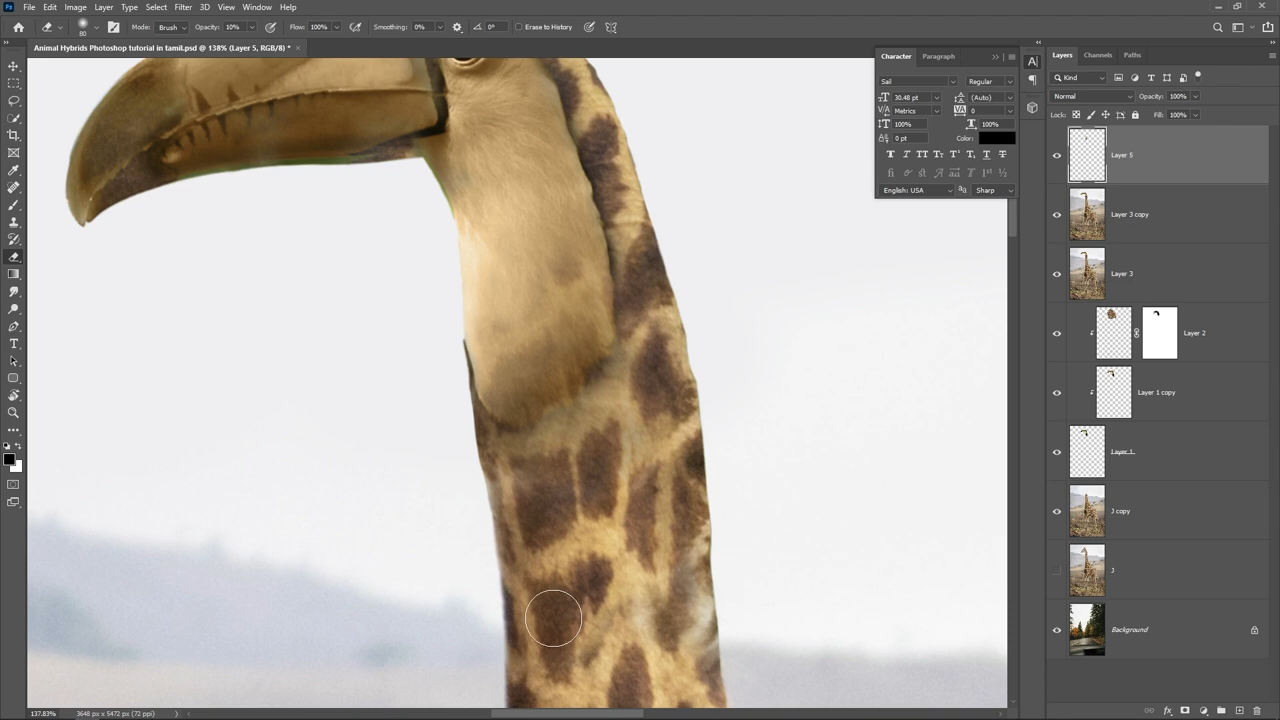 Ps File Edit Image Layer Type Select Filter 3D View Window Help
80 Mode: Brush Opacity: 10% Flow: 100% Smoothing: 0% 0° Erase to History
Animal Hybrids Photoshop tutorial in tamil.psd @ 138% (Layer 5, RGB/8) * ×
Character Paragraph
Sail Regular
30.48 pt (Auto)
Metrics 0
100% 100%
0 pt Color:
English: USA Sharp
Layers Channels Paths
Kind
Normal Opacity: 100%
Lock: Fill: 100%
Layer 5
Layer 3 copy
Layer 3
Layer 2
Layer 1 copy
Layer 1
J copy
J
Background
137.83% 3648 px x 5472 px (72 ppi)